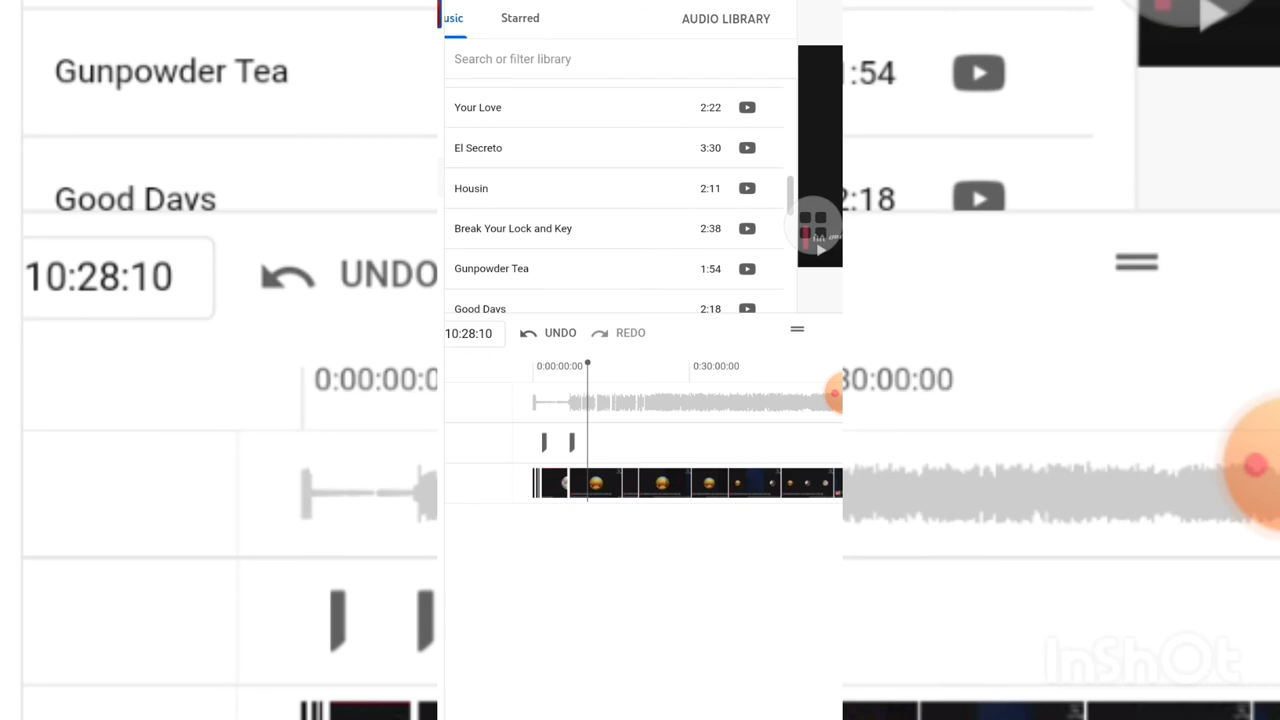 usic Starred AUDIO LIBRARY
Search or filter library
Your Love 2:22
El Secreto 3:30
Housin 2:11
Break Your Lock and Key 2:38
Gunpowder Tea 1:54
Good Days 2:18
10:28:10 UNDO REDO
0:00:00:00 0:30:00:00
Gunpowder Tea :54
Good Days 2:18
10:28:10 UNDO
0:00:00:0 30:00:00
InShOt